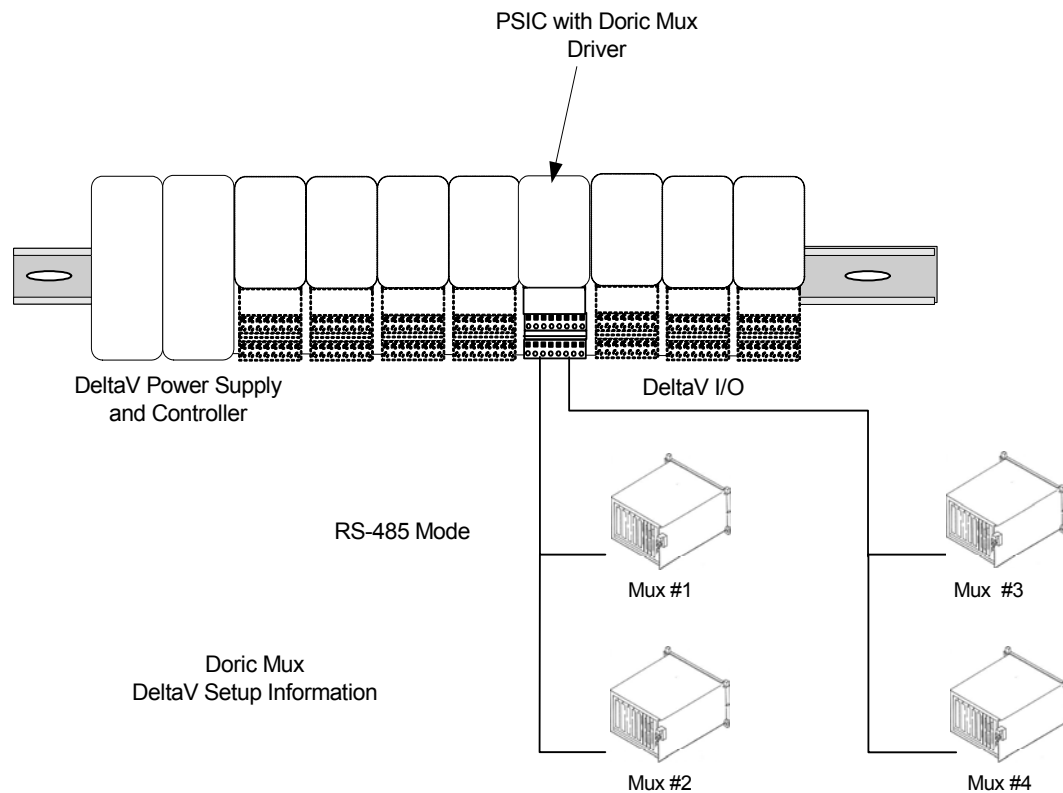 PSIC with Doric Mux
Driver
DeltaV Power Supply
and Controller
DeltaV I/O
RS-485 Mode
Mux #1
Mux #3
Doric Mux
DeltaV Setup Information
Mux #2
Mux #4